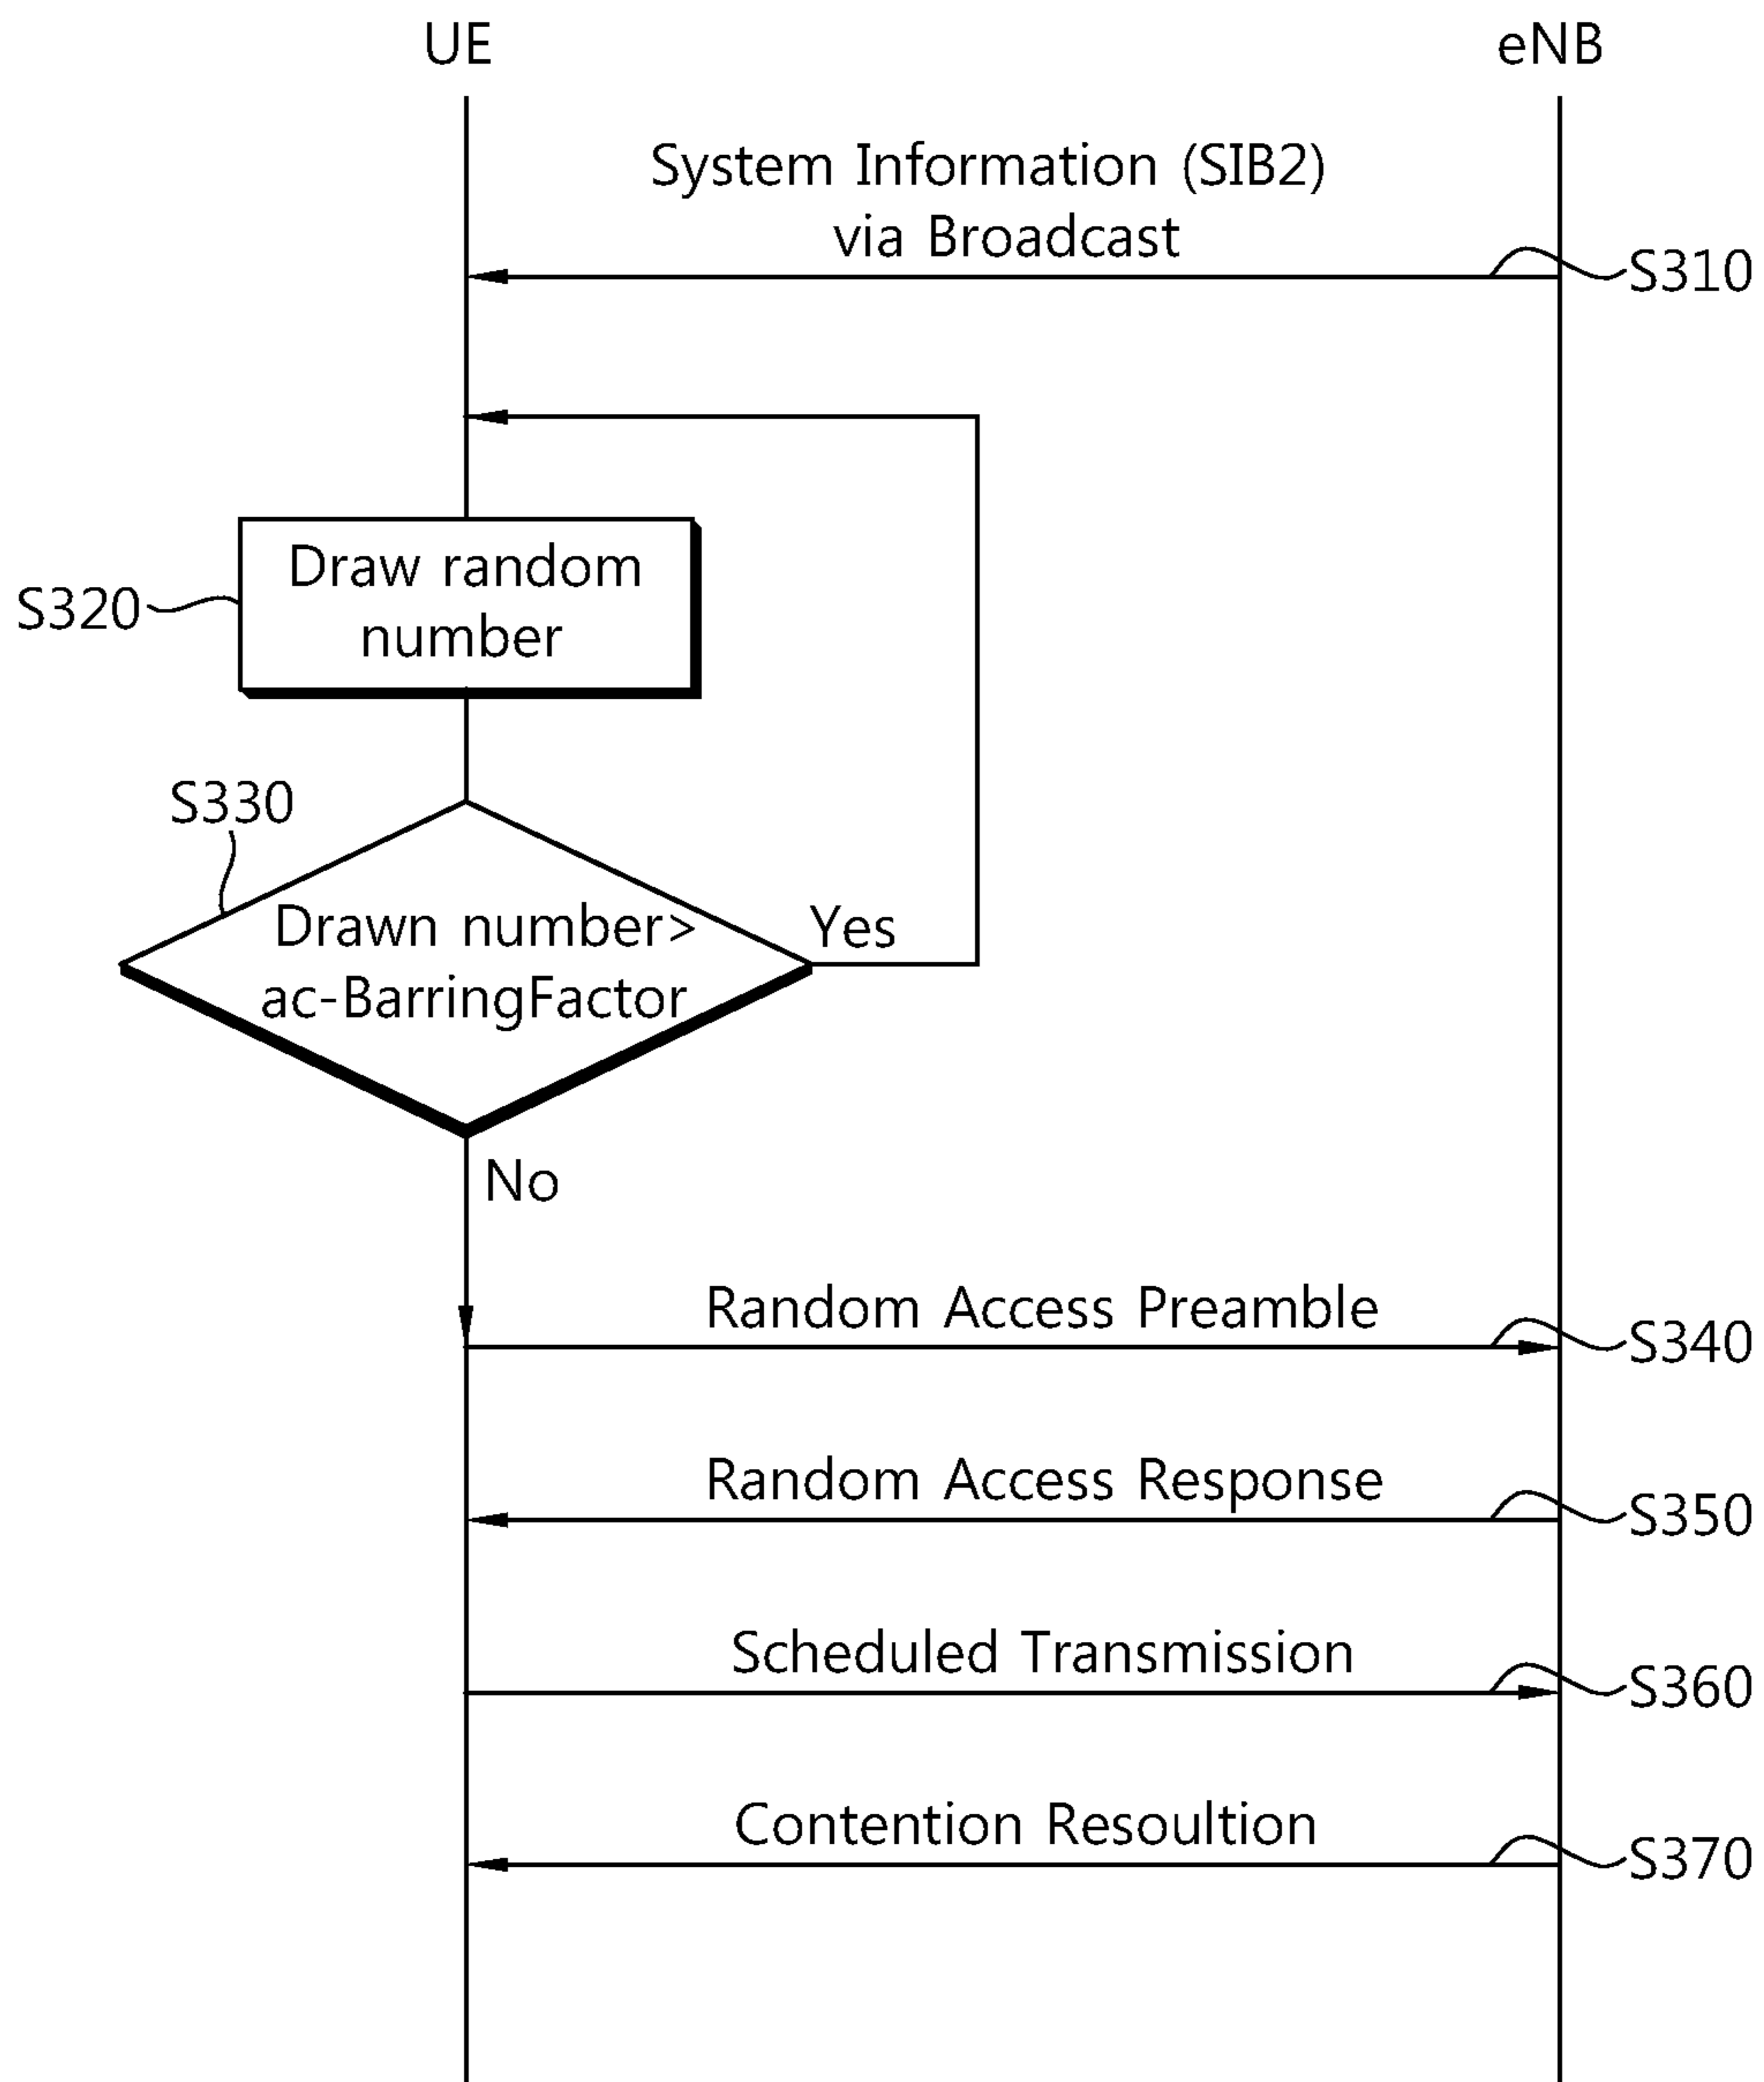 UE
eNB
System Information (SIB2)
via Broadcast
S310
Draw random
number
S320
S330
Drawn number>
ac-BarringFactor
Yes
No
Random Access Preamble
S340
Random Access Response
S350
Scheduled Transmission
S360
Contention Resoultion
S370